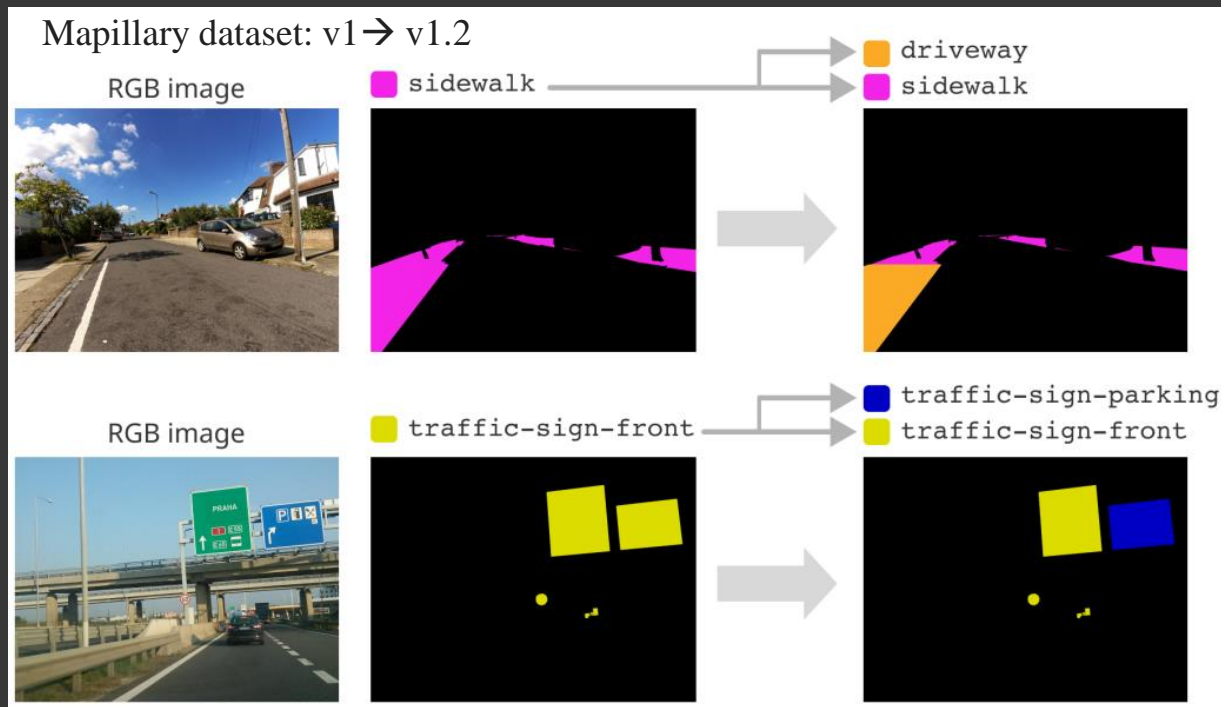 Mapillary dataset: v1→ v1.2
RGB image
sidewalk
driveway
sidewalk
RGB image
traffic-sign-front
traffic-sign-parking
traffic-sign-front
PRAHA
P